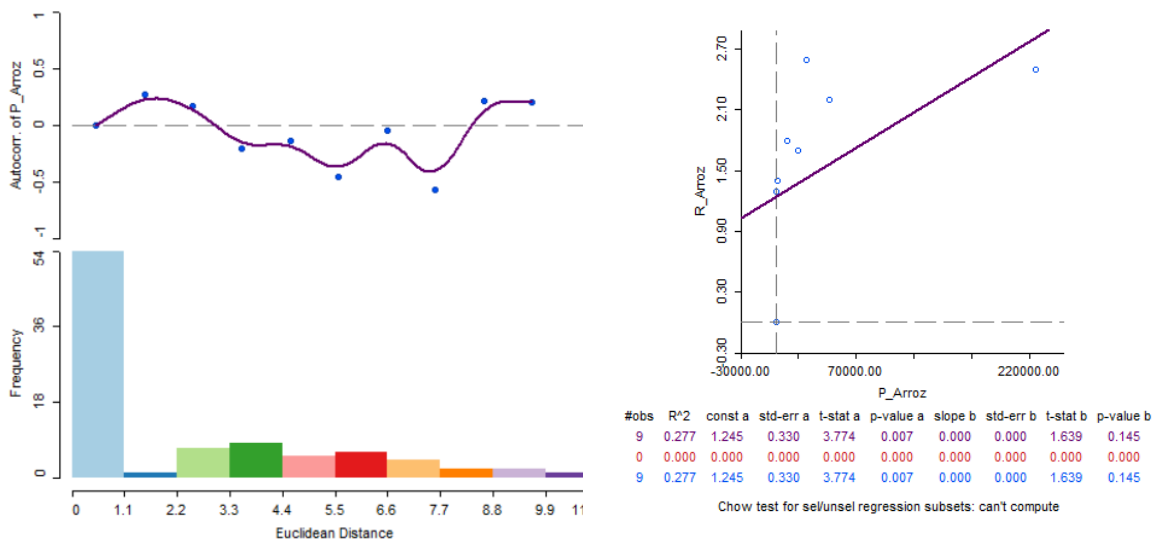 1
0.5
0
-0.5
-1
Autocorr. of P_Arroz
54
36
18
0
Frequency
0 1.1 2.2 3.3 4.4 5.5 6.6 7.7 8.8 9.9 11
Euclidean Distance
2.70
2.10
1.50
0.90
0.30
-0.30
R_Arroz
-30000.00 70000.00 220000.00
P_Arroz
#obs R^2 const a std-err a t-stat a p-value a slope b std-err b t-stat b p-value b
9 0.277 1.245 0.330 3.774 0.007 0.000 0.000 1.639 0.145
0 0.000 0.000 0.000 0.000 0.000 0.000 0.000 0.000 0.000
9 0.277 1.245 0.330 3.774 0.007 0.000 0.000 1.639 0.145
Chow test for sel/unsel regression subsets: can't compute